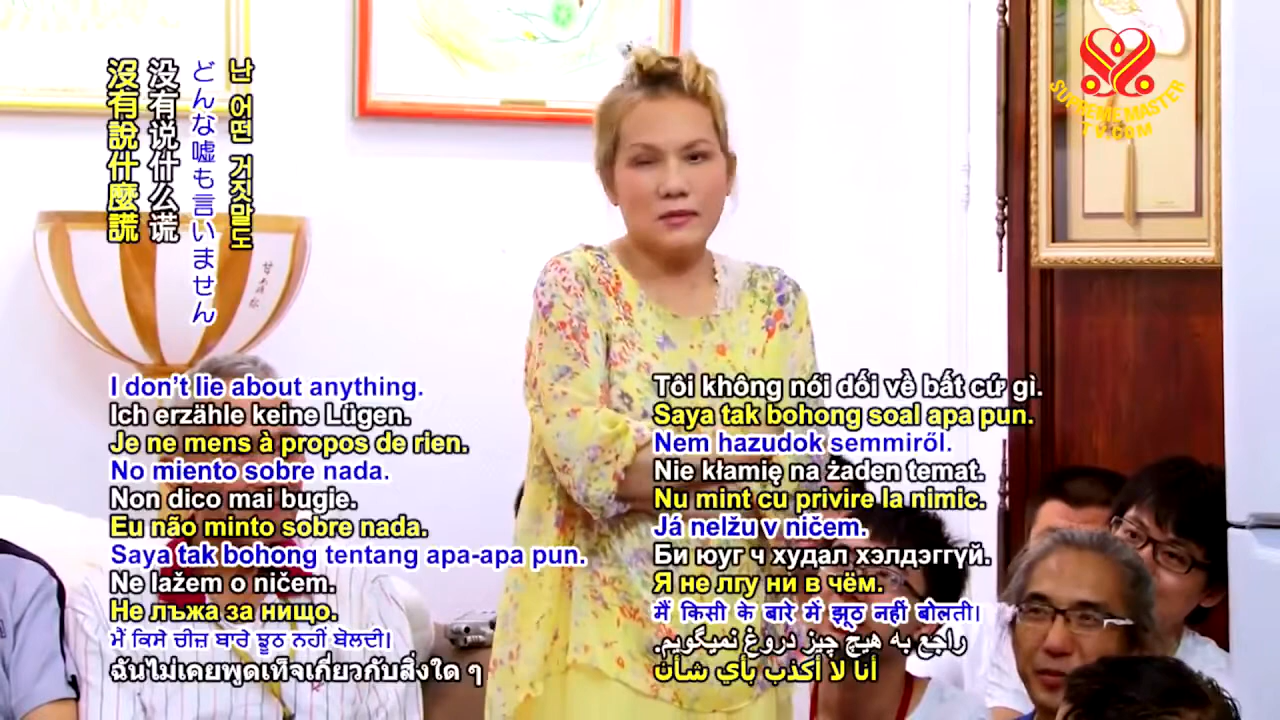 SUPREME MASTER
TV.COM
난 어떤 거짓말도
どんな嘘も言いません
没有说什么谎
沒有說什麼謊
I don't lie about anything.
Ich erzähle keine Lügen.
Je ne mens à propos de rien.
No miento sobre nada.
Non dico mai bugie.
Eu não minto sobre nada.
Saya tak bohong tentang apa-apa pun.
Ne lažem o ničem.
Не лъжа за нищо.
ਮੈਂ ਕਿਸੇ ਚੀਜ਼ ਬਾਰੇ ਝੂਠ ਨਹੀਂ ਬੋਲਦੀ।
ฉันไม่เคยพูดเท็จเกี่ยวกับสิ่งใด ๆ
Tôi không nói dối về bất cứ gì.
Saya tak bohong soal apa pun.
Nem hazudok semmiről.
Nie kłamię na żaden temat.
Nu mint cu privire la nimic.
Já nelžu v ničem.
Би юуг ч худал хэлдэггүй.
Я не лгу ни в чём.
मैं किसी के बारे में झूठ नहीं बोलती।
راجع به هیچ چیز دروغ نمیگویم.
أنا لا أكذب بأي شأن